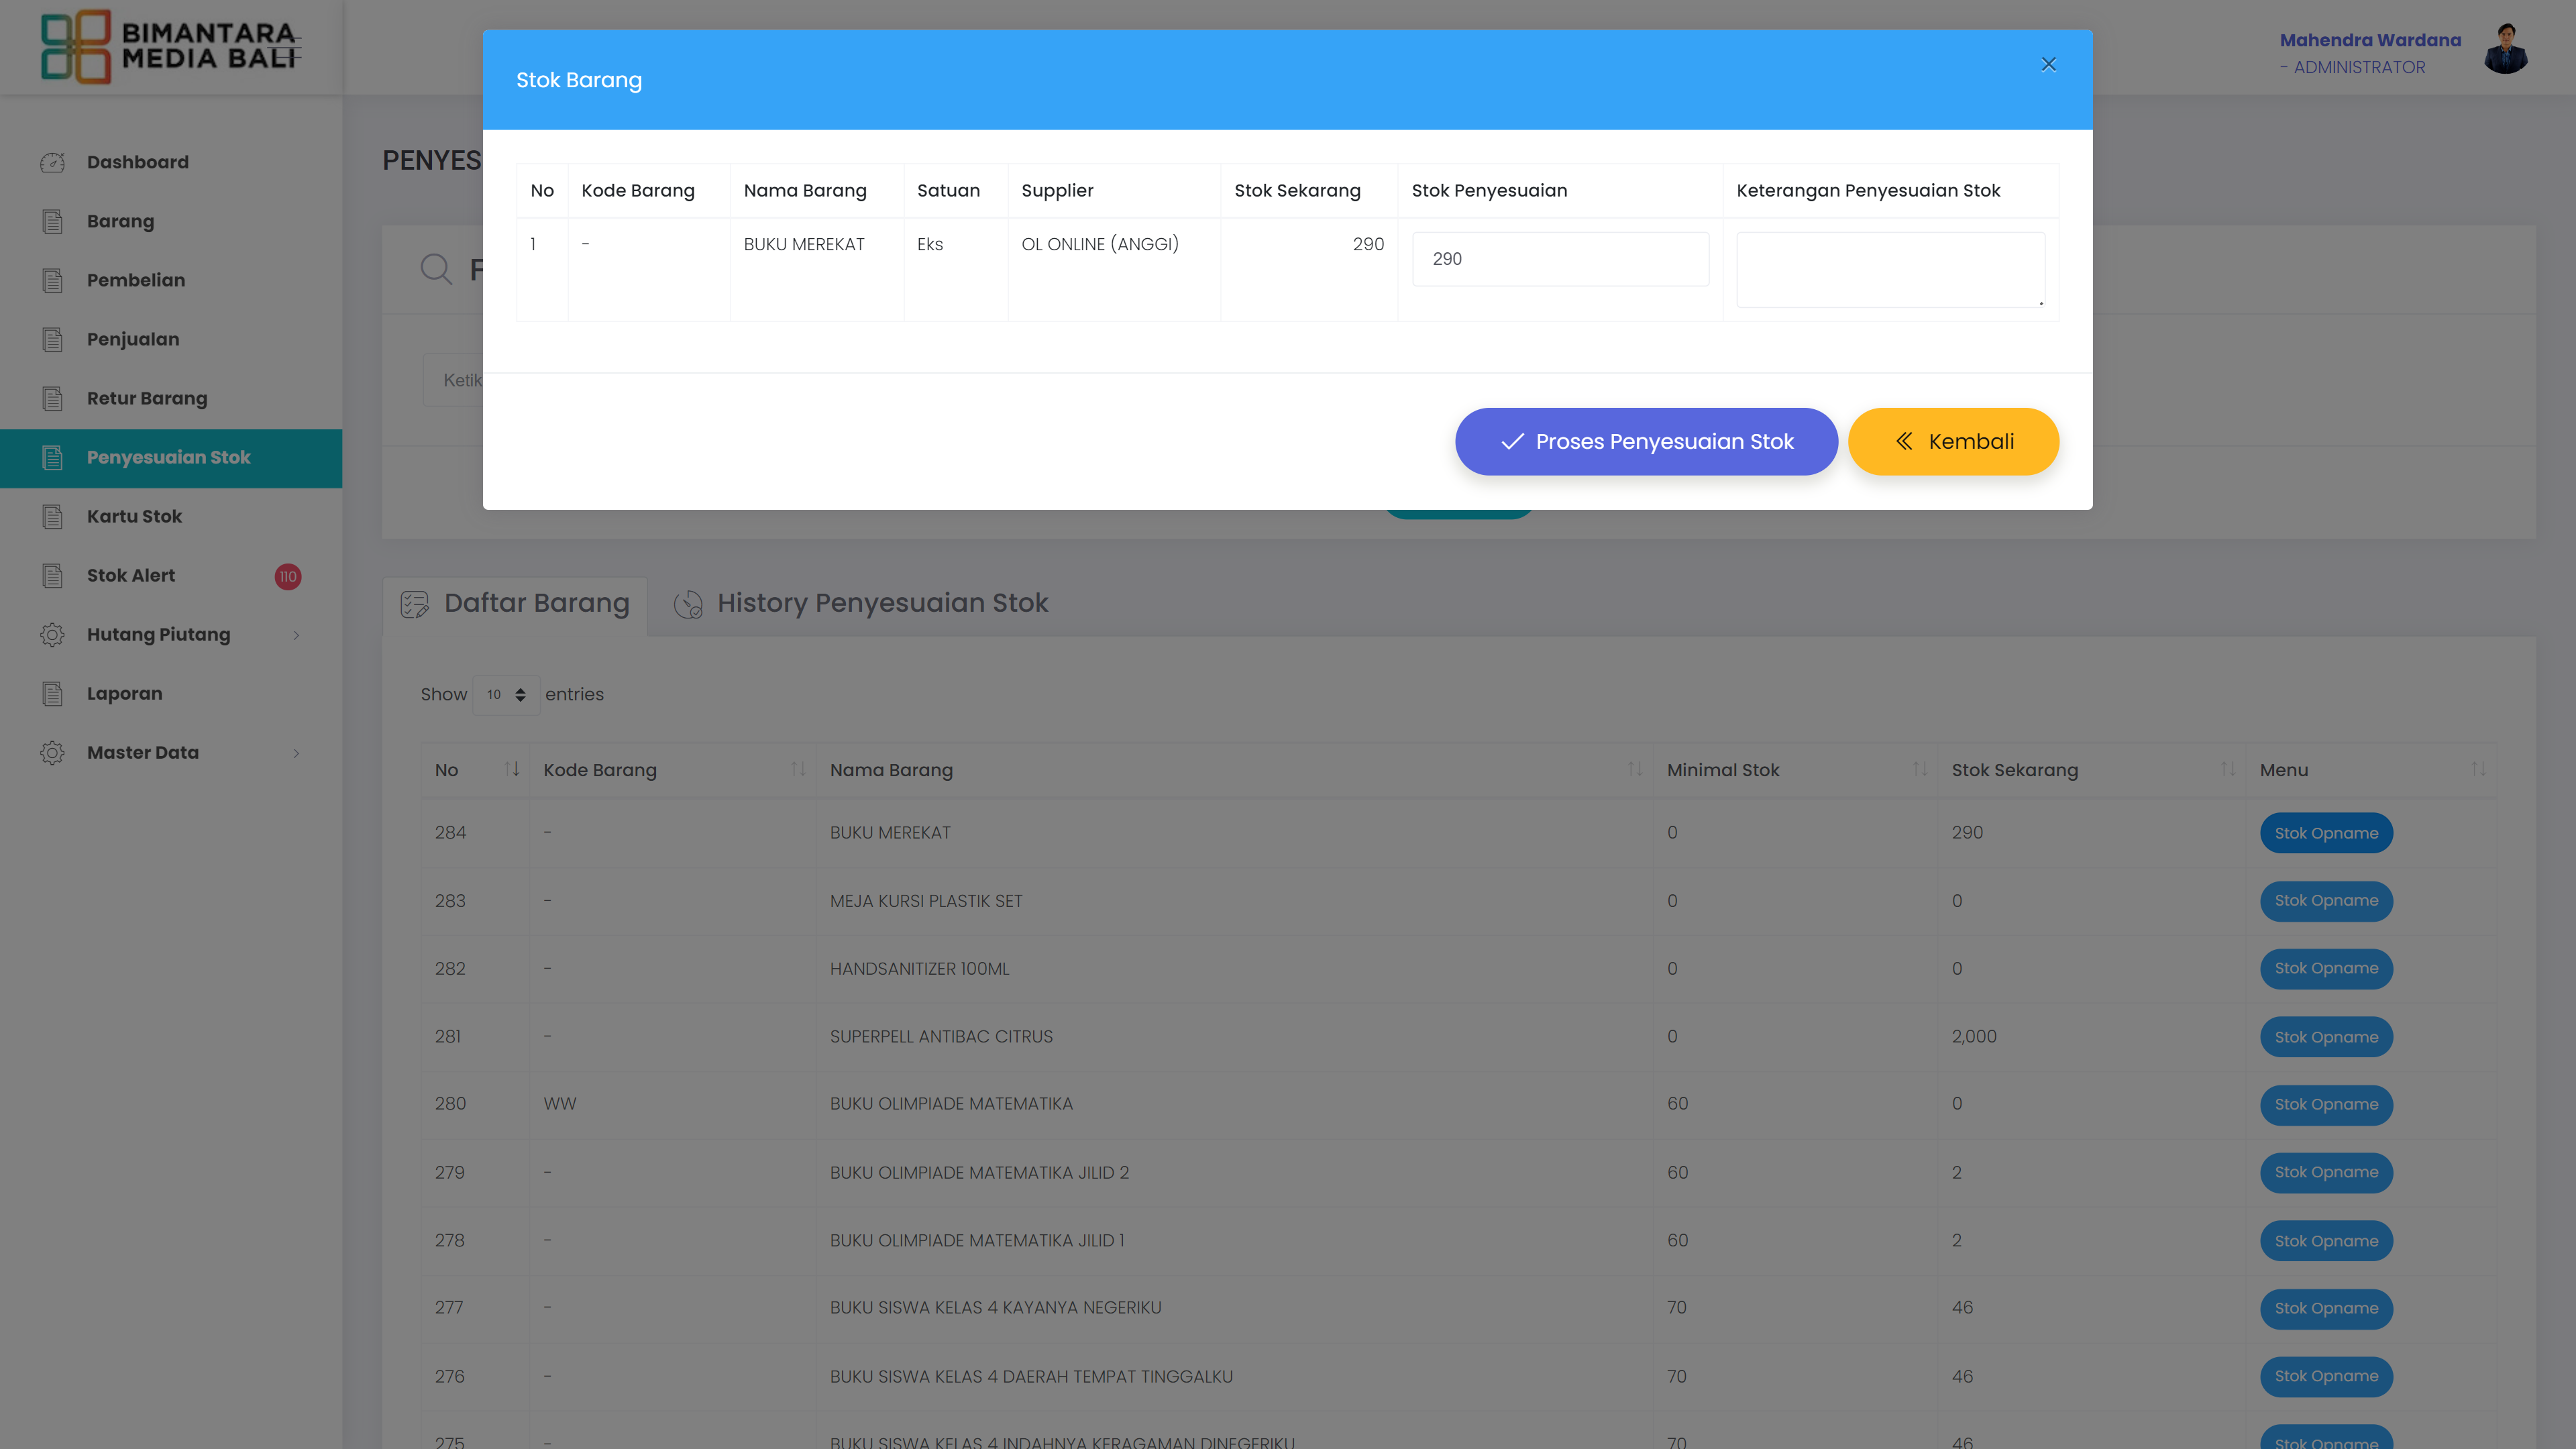 BIMANTARA
MEDIA BALI
Mahendra Wardana
- ADMINISTRATOR
Dashboard
Barang
Pembelian
Penjualan
Retur Barang
Penyesuaian Stok
Kartu Stok
Stok Alert 110
Hutang Piutang
Laporan
Master Data
PENYES
F
Ketik
Stok Barang
No Kode Barang Nama Barang Satuan Supplier Stok Sekarang Stok Penyesuaian Keterangan Penyesuaian Stok
1 - BUKU MEREKAT Eks OL ONLINE (ANGGI) 290 290
Proses Penyesuaian Stok Kembali
Daftar Barang History Penyesuaian Stok
Show 10 entries
No Kode Barang Nama Barang Minimal Stok Stok Sekarang Menu
284 - BUKU MEREKAT 0 290 Stok Opname
283 - MEJA KURSI PLASTIK SET 0 0 Stok Opname
282 - HANDSANITIZER 100ML 0 0 Stok Opname
281 - SUPERPELL ANTIBAC CITRUS 0 2,000 Stok Opname
280 WW BUKU OLIMPIADE MATEMATIKA 60 0 Stok Opname
279 - BUKU OLIMPIADE MATEMATIKA JILID 2 60 2 Stok Opname
278 - BUKU OLIMPIADE MATEMATIKA JILID 1 60 2 Stok Opname
277 - BUKU SISWA KELAS 4 KAYANYA NEGERIKU 70 46 Stok Opname
276 - BUKU SISWA KELAS 4 DAERAH TEMPAT TINGGALKU 70 46 Stok Opname
275 - BUKU SISWA KELAS 4 INDAHNYA KERAGAMAN DINEGERIKU 70 46 Stok Opname